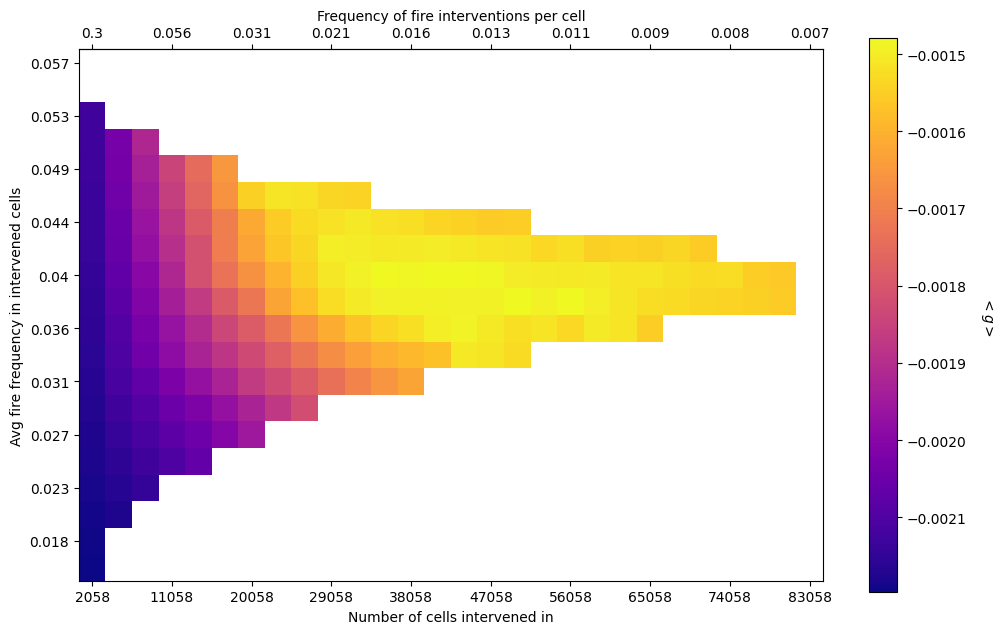 Frequency of fire interventions per cell
0.3 0.056 0.031 0.021 0.016 0.013 0.011 0.009 0.008 0.007
Avg fire frequency in intervened cells
0.057
0.053
0.049
0.044
0.04
0.036
0.031
0.027
0.023
0.018
2058 11058 20058 29058 38058 47058 56058 65058 74058 83058
Number of cells intervened in
−0.0015
−0.0016
−0.0017
−0.0018
−0.0019
−0.0020
−0.0021
< g >